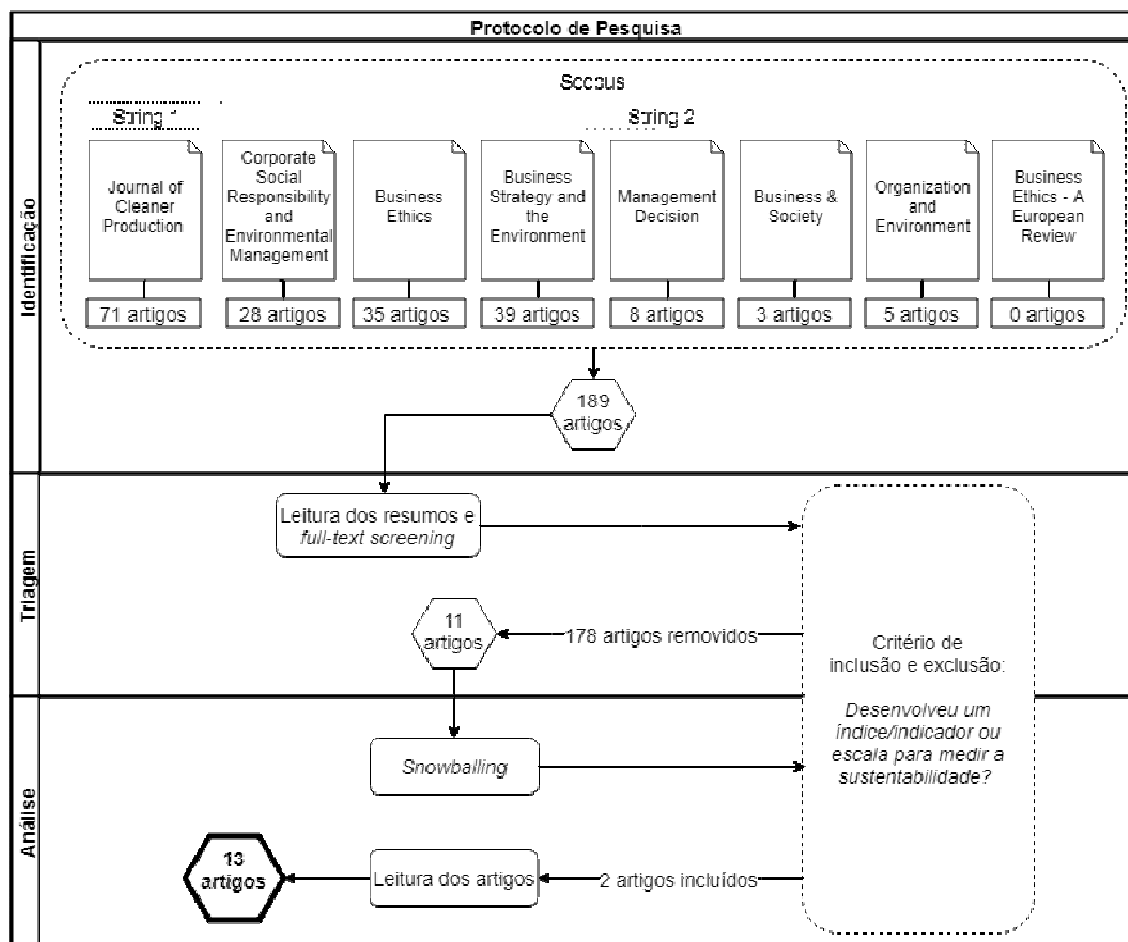 Protocolo de Pesquisa
Identificação
Scopus
String 1
String 2
Journal of
Cleaner
Production
Corporate
Social
Responsibility
and
Environmental
Management
Business
Ethics
Business
Strategy and
the
Environment
Management
Decision
Business &
Society
Organization
and
Environment
Business
Ethics - A
European
Review
71 artigos
28 artigos
35 artigos
39 artigos
8 artigos
3 artigos
5 artigos
0 artigos
189
artigos
Triagem
Leitura dos resumos e
full-text screening
11
artigos
178 artigos removidos
Critério de
inclusão e exclusão:
Desenvolveu um
índice/indicador ou
escala para medir a
sustentabilidade?
Análise
Snowballing
13
artigos
Leitura dos artigos
2 artigos incluídos